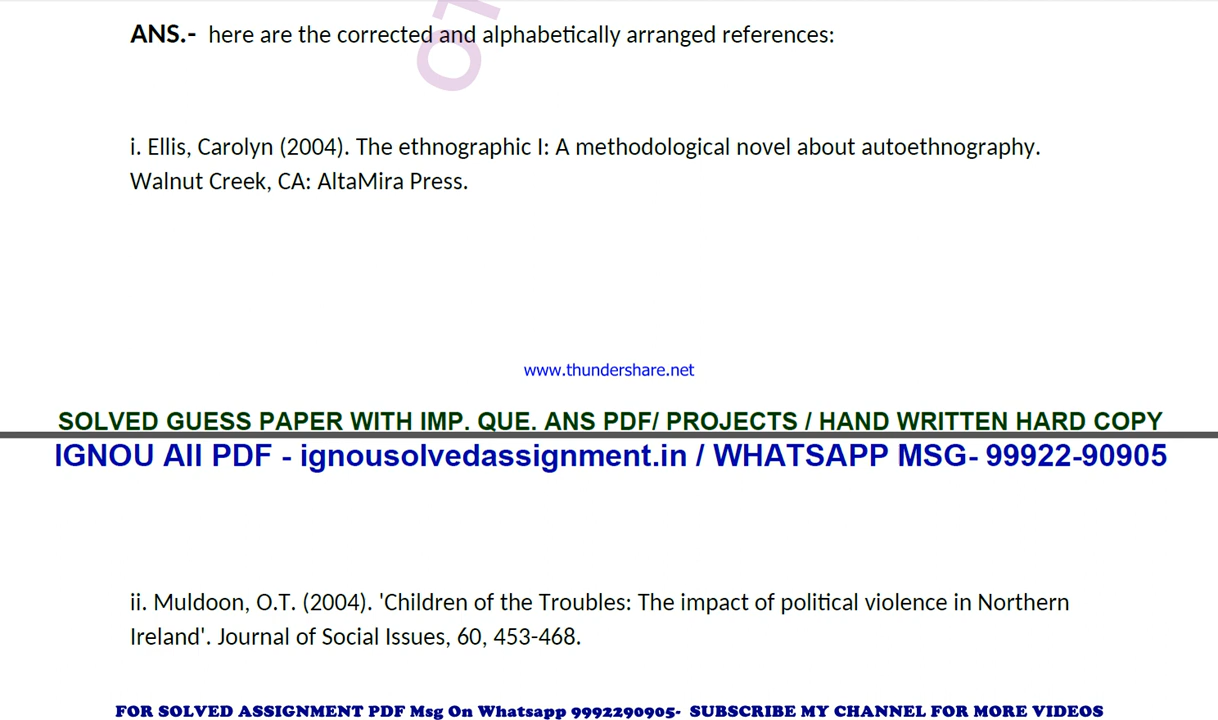 ANS.- here are the corrected and alphabetically arranged references:
i. Ellis, Carolyn (2004). The ethnographic I: A methodological novel about autoethnography.
Walnut Creek, CA: AltaMira Press.
www.thundershare.net
SOLVED GUESS PAPER WITH IMP. QUE. ANS PDF/ PROJECTS / HAND WRITTEN HARD COPY
IGNOU All PDF - ignousolvedassignment.in / WHATSAPP MSG- 99922-90905
ii. Muldoon, O.T. (2004). 'Children of the Troubles: The impact of political violence in Northern
Ireland'. Journal of Social Issues, 60, 453-468.
FOR SOLVED ASSIGNMENT PDF Msg On Whatsapp 9992290905- SUBSCRIBE MY CHANNEL FOR MORE VIDEOS